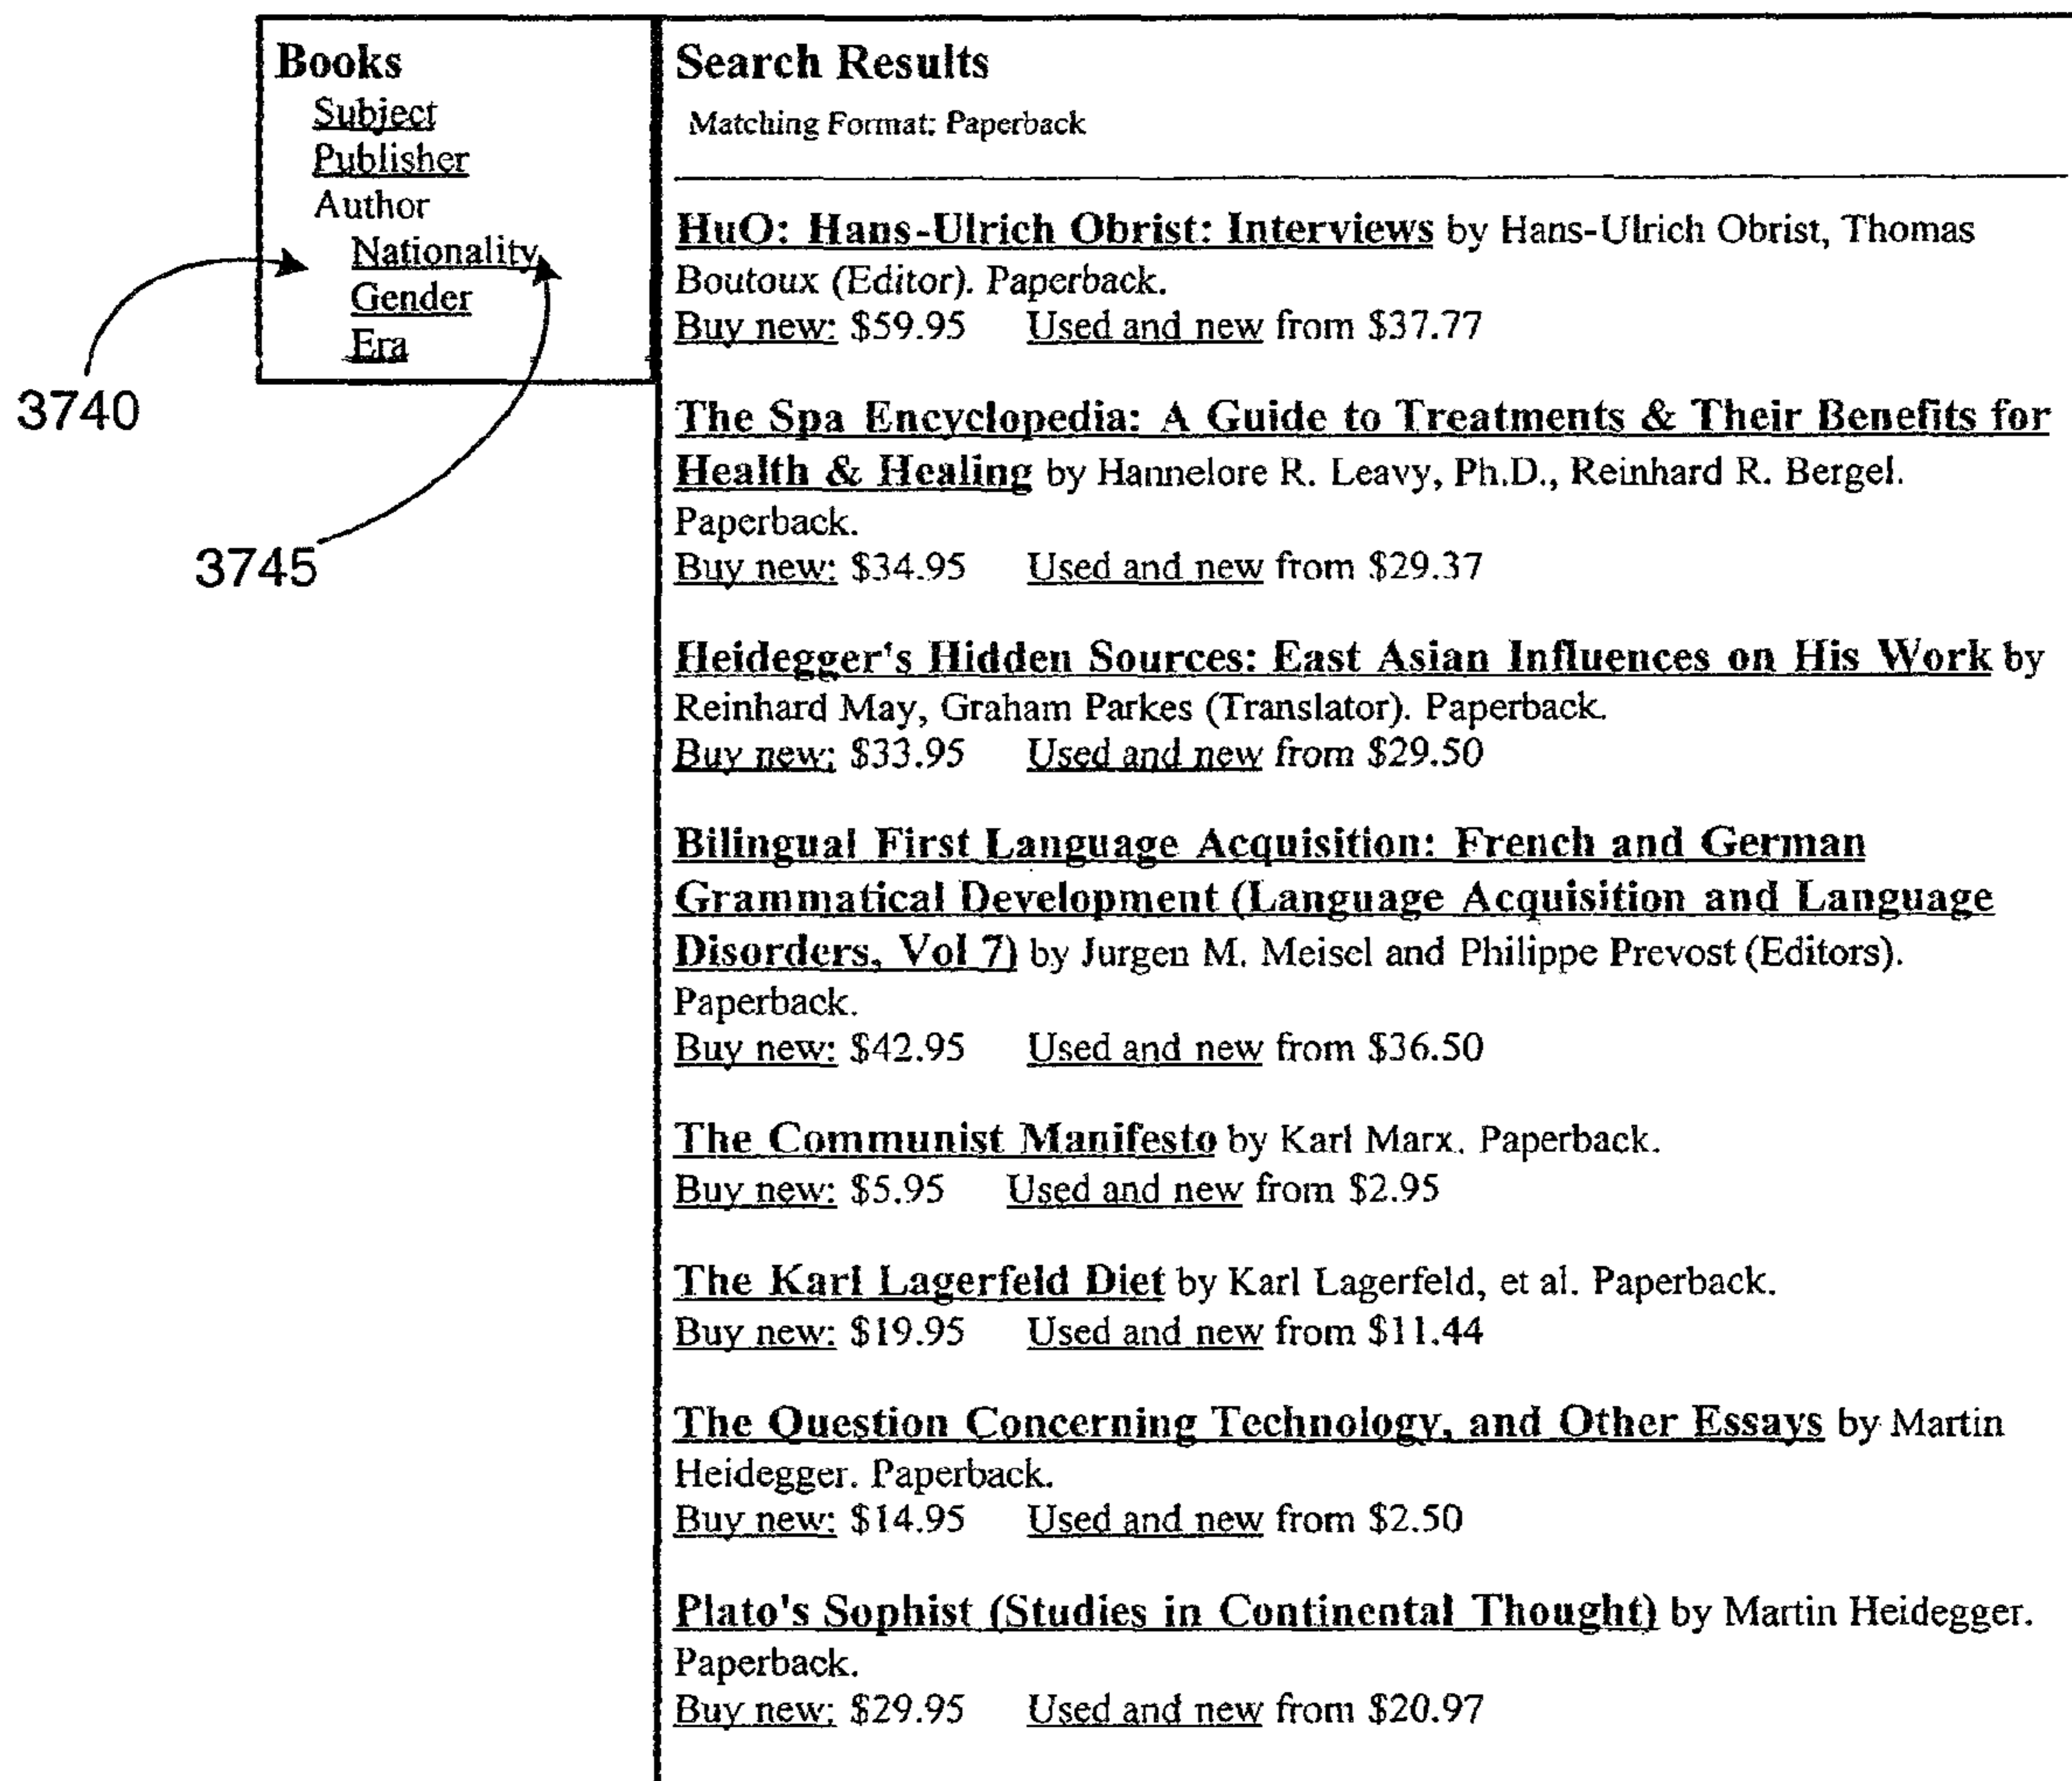 Books
Subject
Publisher
Author
Nationality
Gender
Era
3740
3745
Search Results
Matching Format: Paperback
HuO: Hans-Ulrich Obrist: Interviews by Hans-Ulrich Obrist, Thomas
Boutoux (Editor). Paperback.
Buy new: $59.95 Used and new from $37.77
The Spa Encyclopedia: A Guide to Treatments & Their Benefits for
Health & Healing by Hannelore R. Leavy, Ph.D., Reinhard R. Bergel.
Paperback.
Buy new: $34.95 Used and new from $29.37
Heidegger's Hidden Sources: East Asian Influences on His Work by
Reinhard May, Graham Parkes (Translator). Paperback.
Buy new: $33.95 Used and new from $29.50
Bilingual First Language Acquisition: French and German
Grammatical Development (Language Acquisition and Language
Disorders, Vol 7) by Jurgen M. Meisel and Philippe Prevost (Editors).
Paperback.
Buy new: $42.95 Used and new from $36.50
The Communist Manifesto by Karl Marx. Paperback.
Buy new: $5.95 Used and new from $2.95
The Karl Lagerfeld Diet by Karl Lagerfeld, et al. Paperback.
Buy new: $19.95 Used and new from $11.44
The Question Concerning Technology, and Other Essays by Martin
Heidegger. Paperback.
Buy new: $14.95 Used and new from $2.50
Plato's Sophist (Studies in Continental Thought) by Martin Heidegger.
Paperback.
Buy new: $29.95 Used and new from $20.97